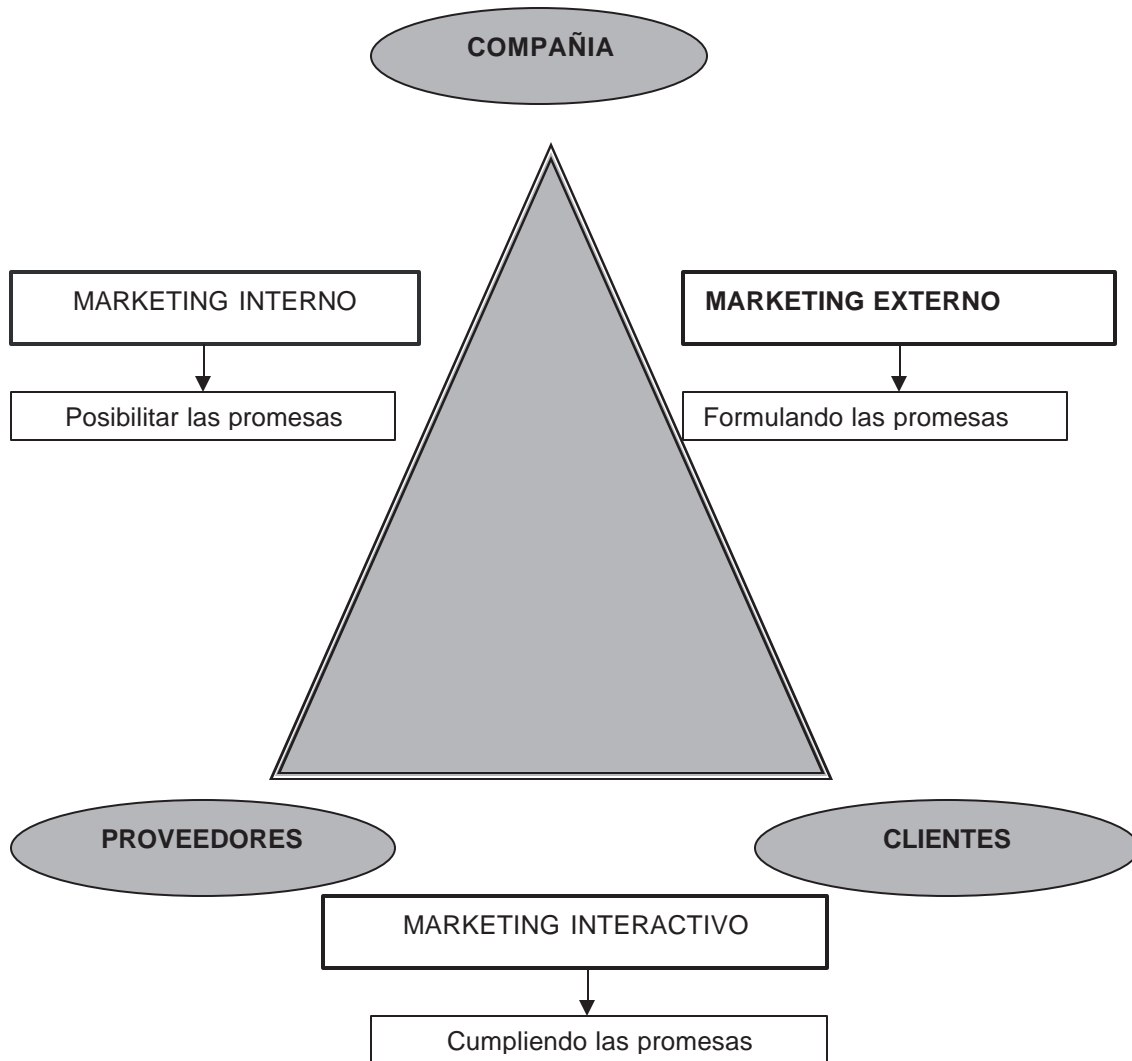 COMPAÑIA
MARKETING INTERNO
MARKETING EXTERNO
Posibilitar las promesas
Formulando las promesas
PROVEEDORES
CLIENTES
MARKETING INTERACTIVO
Cumpliendo las promesas